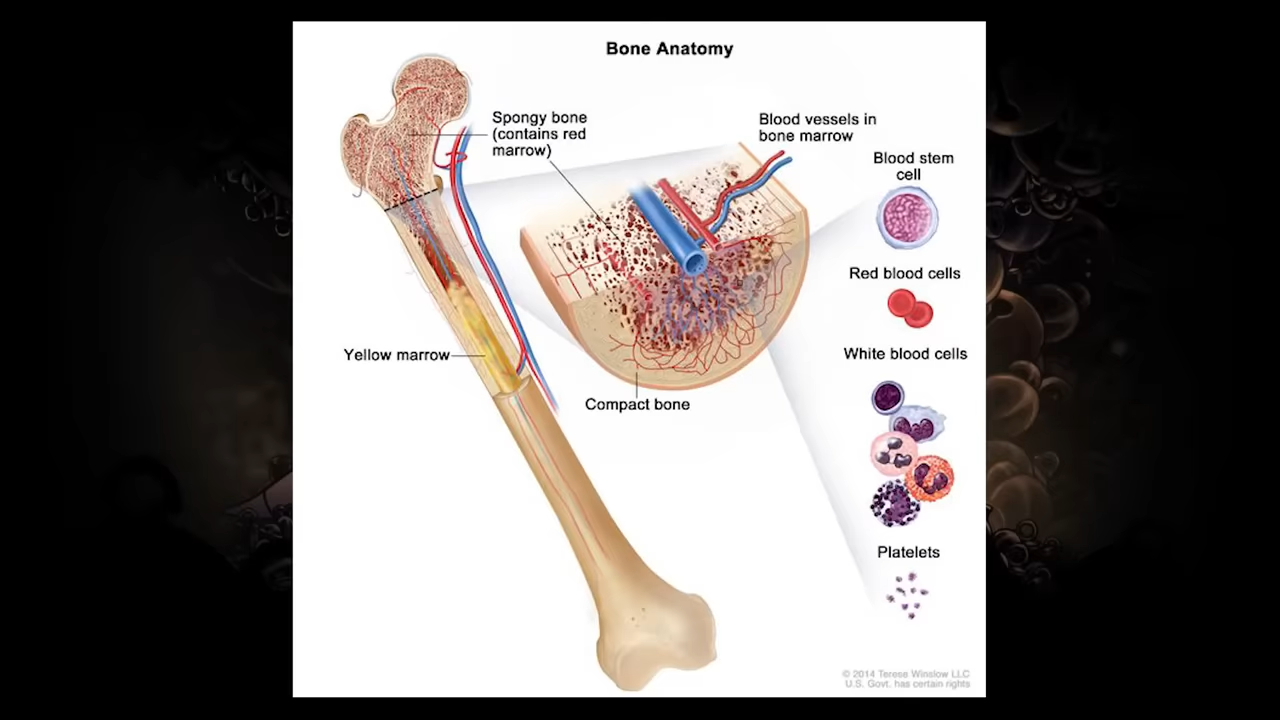 Bone Anatomy
Spongy bone
(contains red
marrow)
Blood vessels in
bone marrow
Blood stem
cell
Red blood cells
White blood cells
Yellow marrow
Compact bone
Platelets
© 2014 Terese Winslow LLC
U.S. Govt. has certain rights